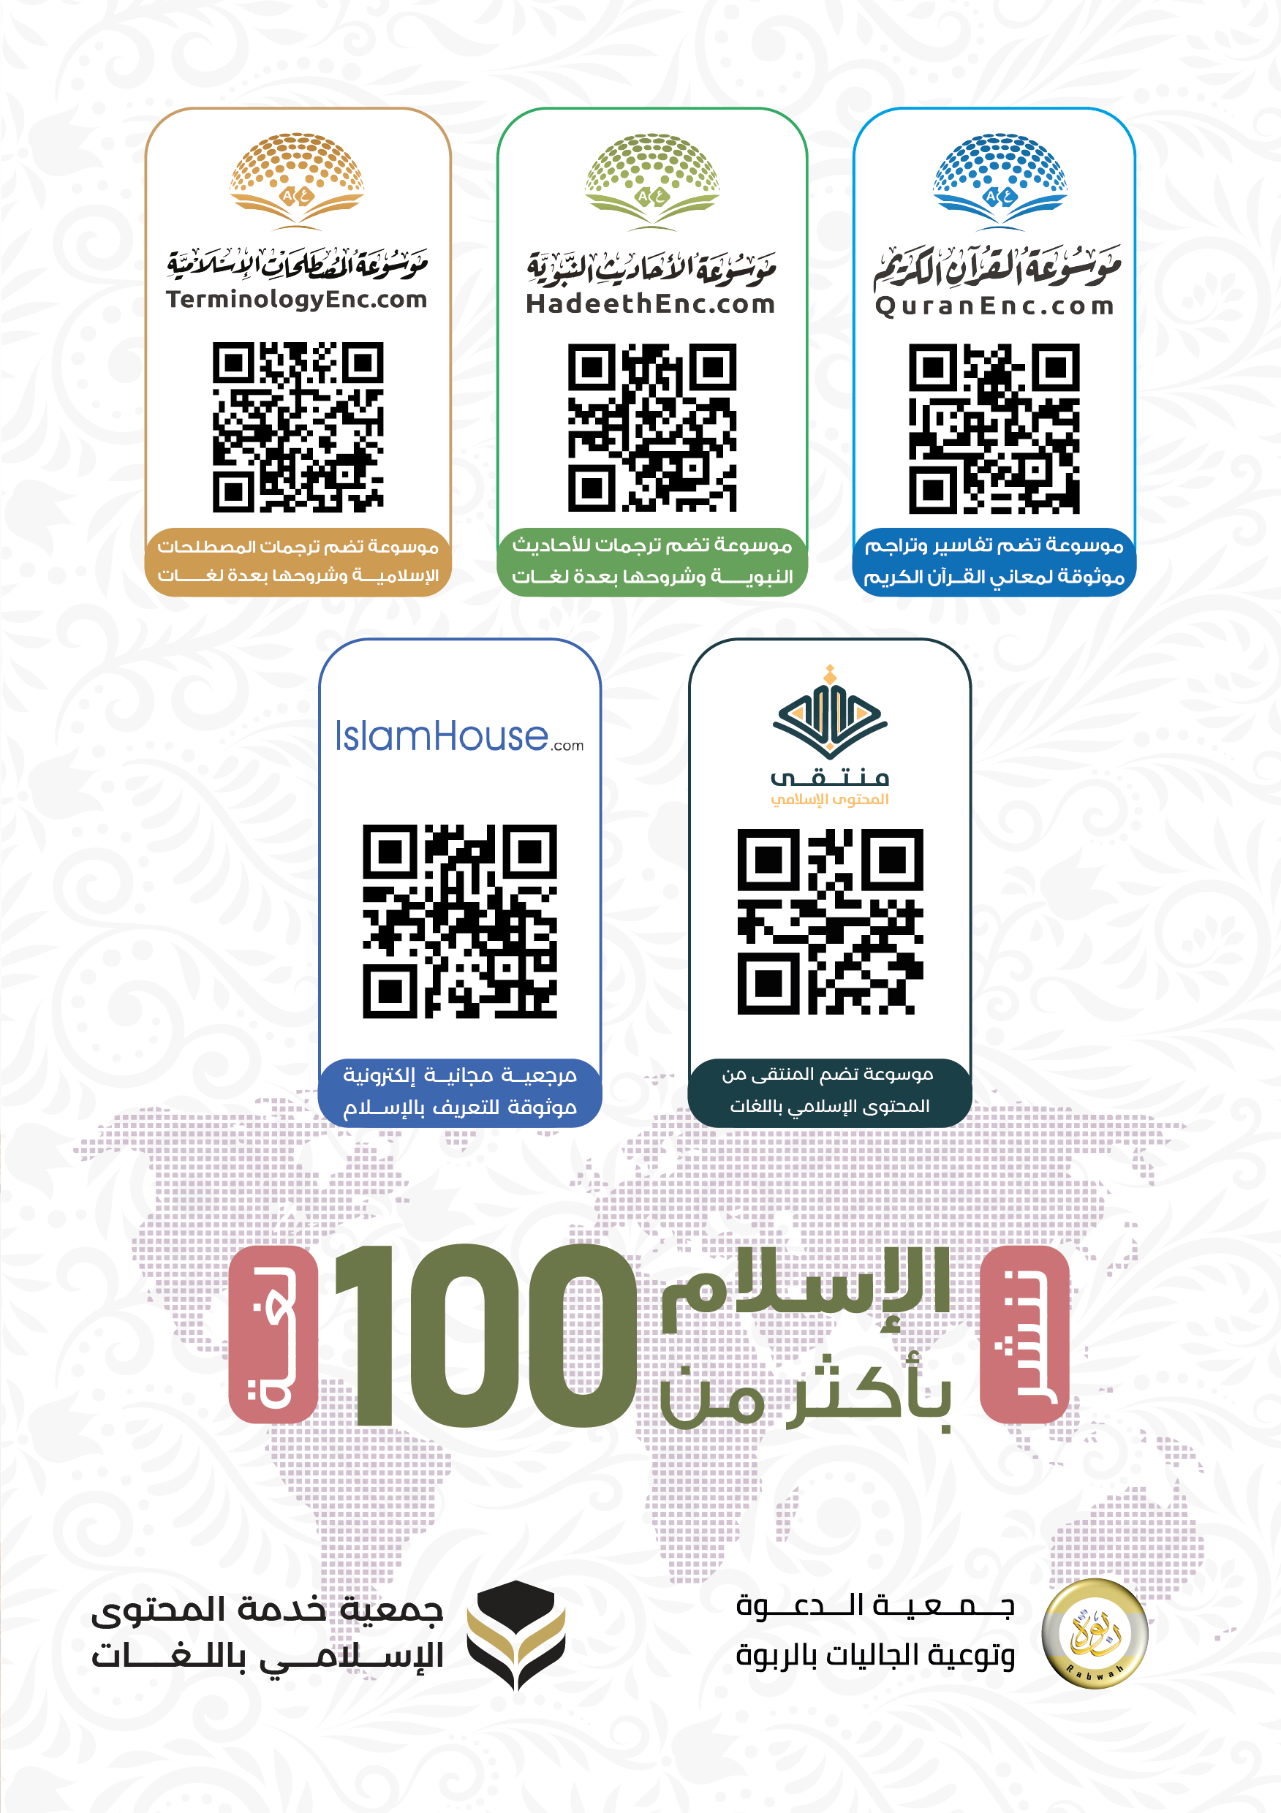 موسوعة القرآن الكريم
QuranEnc.com
موسوعة تضم تفاسير وتراجم
موثوقة لمعاني القرآن الكريم
موسوعة الأحاديث النبوية
HadeethEnc.com
موسوعة تضم ترجمات للأحاديث
النبوية وشروحها بعدة لغات
موسوعة المصطلحات الإسلامية
TerminologyEnc.com
موسوعة تضم ترجمات المصطلحات
الإسلامية وشروحها بعدة لغات
منتقى
المحتوى الإسلامي
موسوعة تضم المنتقى من
المحتوى الإسلامي باللغات
IslamHouse.com
مرجعية مجانية إلكترونية
موثوقة للتعريف بالإسلام
ننشر
الإسلام
بأكثر من
100
لغة
جمعية الدعوة
وتوعية الجاليات بالربوة
ربوة
Rabwah
جمعية خدمة المحتوى
الإسلامي باللغات